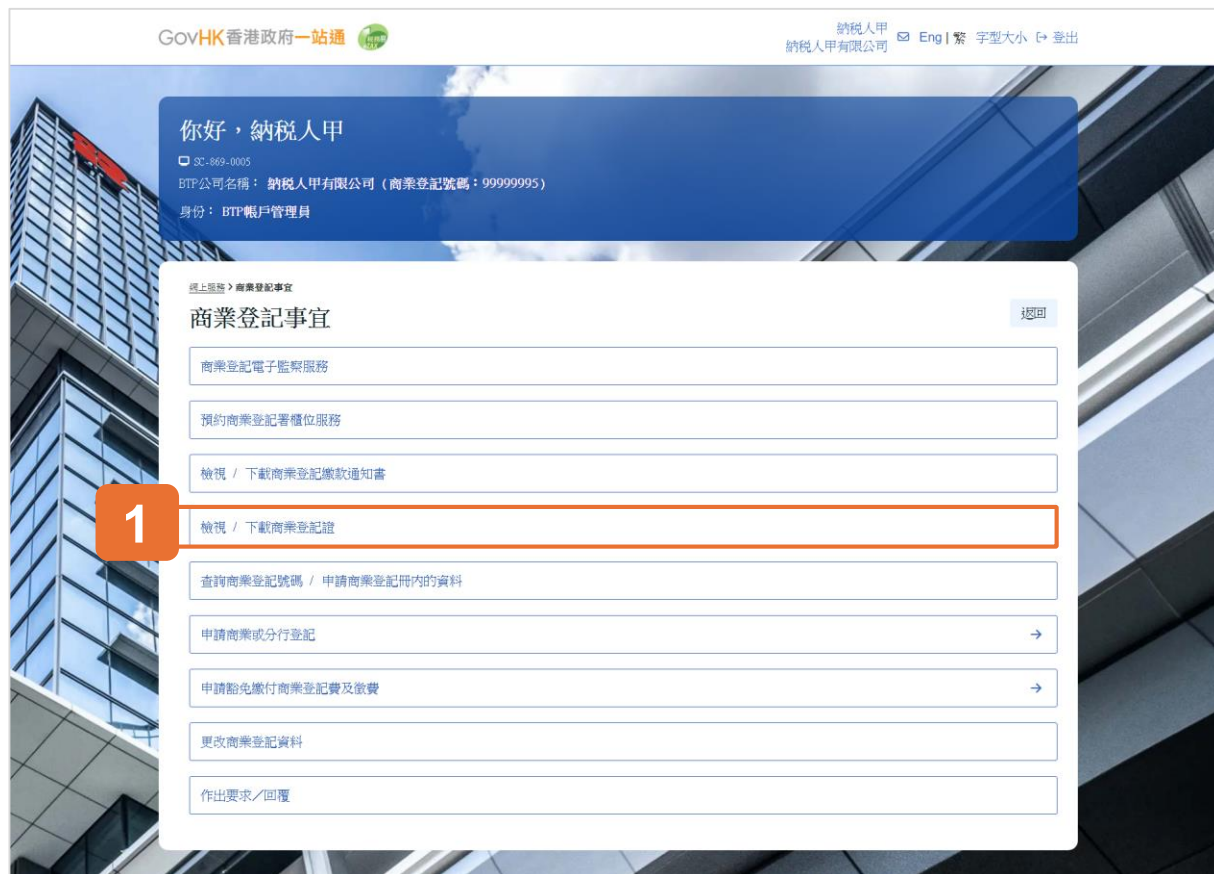 GovHK香港政府一站通
納税人甲
納税人甲有限公司
Eng | 繁 字型大小 登出
你好，納税人甲
SC-869-0005
BTP公司名稱： 納税人甲有限公司 (商業登記號碼：99999995)
身份： BTP帳戶管理員
網上服務 > 商業登記事宜
商業登記事宜
返回
商業登記電子監察服務
預約商業登記署櫃位服務
檢視 / 下載商業登記繳款通知書
1
檢視 / 下載商業登記證
查詢商業登記號碼 / 申請商業登記冊内的資料
申請商業或分行登記
申請豁免繳付商業登記費及徵費
更改商業登記資料
作出要求／回覆